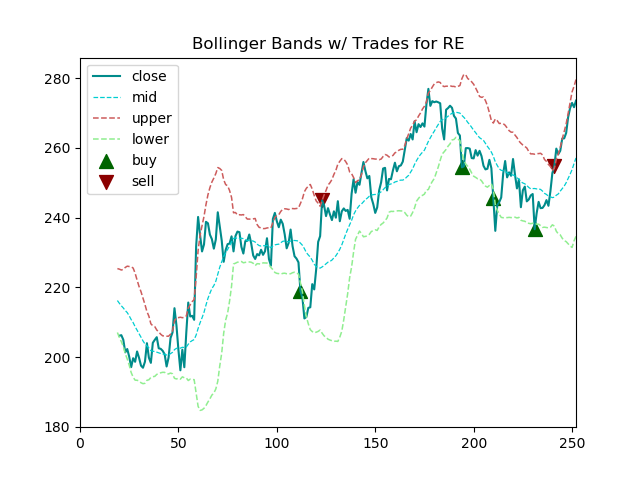 Bollinger Bands w/ Trades for RE
close
mid
upper
lower
buy
sell
280
260
240
220
200
180
0 50 100 150 200 250